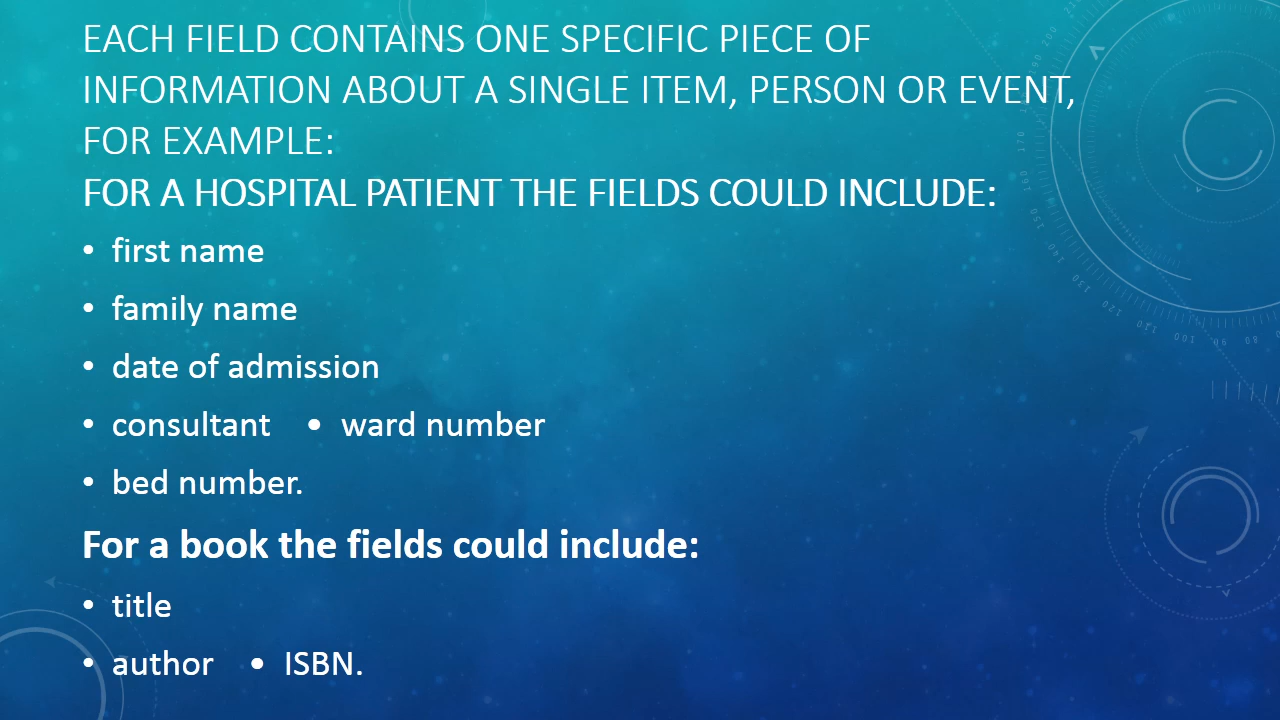 EACH FIELD CONTAINS ONE SPECIFIC PIECE OF
INFORMATION ABOUT A SINGLE ITEM, PERSON OR EVENT,
FOR EXAMPLE:
FOR A HOSPITAL PATIENT THE FIELDS COULD INCLUDE:
• first name
• family name
• date of admission
• consultant • ward number
• bed number.
For a book the fields could include:
• title
• author • ISBN.